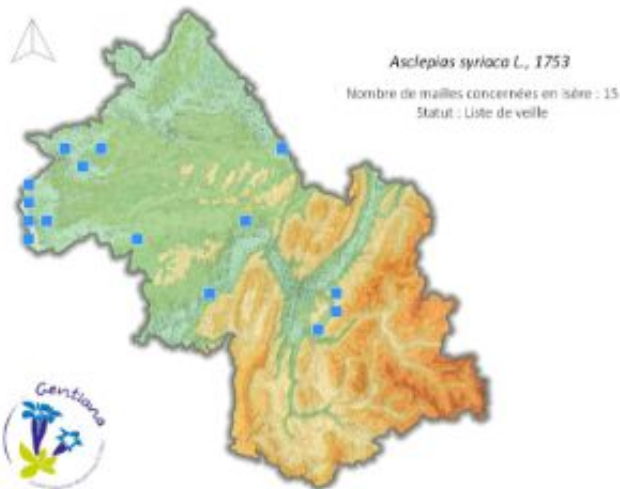 Asclepias syriaca L., 1753
Nombre de mailles concernées en Isère : 15
Statut : Liste de veille
Gentiana